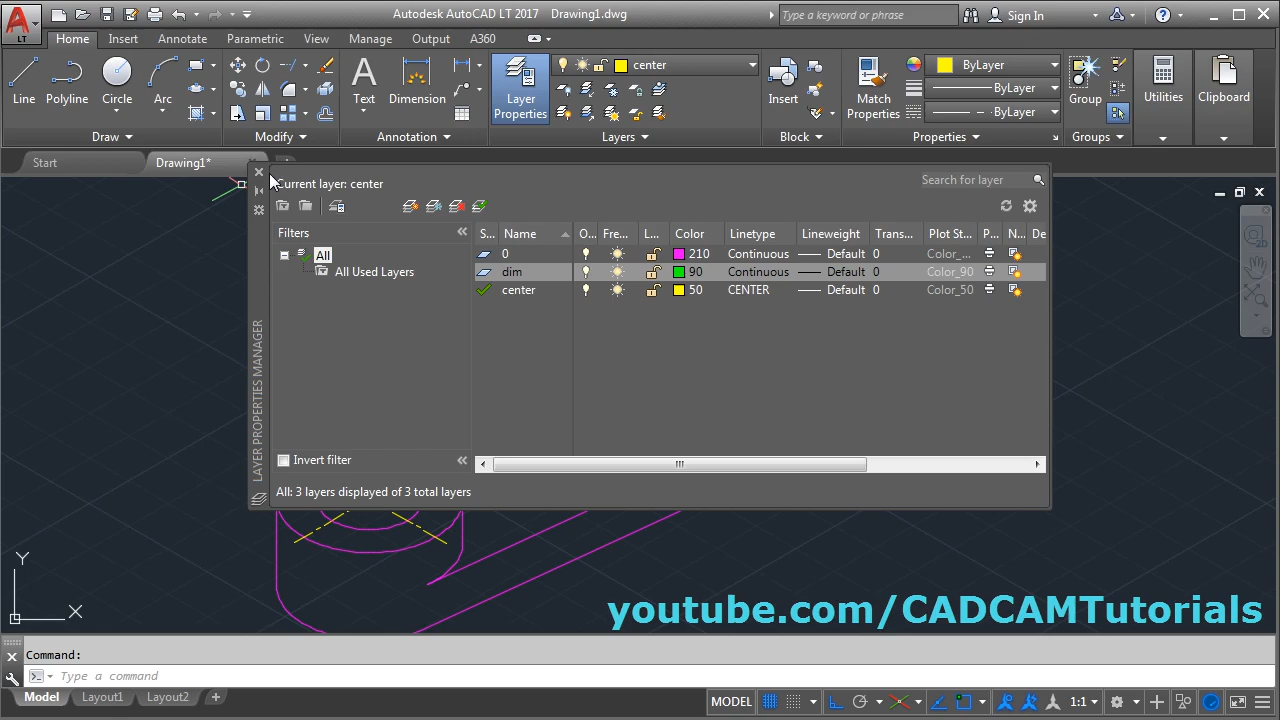 Autodesk AutoCAD LT 2017 Drawing1.dwg
Type a keyword or phrase
Sign In
LT
Home Insert Annotate Parametric View Manage Output A360
Line Polyline Circle Arc
Draw
Modify
Text Dimension
Annotation
Layer Properties
center
Layers
Insert
Block
Match Properties
ByLayer
ByLayer
ByLayer
Properties
Group
Groups
Utilities
Clipboard
Start Drawing1*
Current layer: center
Search for layer
Filters
All
All Used Layers
Invert filter
S... Name O... Fre... L... Color Linetype Lineweight Trans... Plot St... P... N... De
0 210 Continuous Default 0 Color_...
dim 90 Continuous Default 0 Color_90
center 50 CENTER Default 0 Color_50
All: 3 layers displayed of 3 total layers
LAYER PROPERTIES MANAGER
2D
Y
X
youtube.com/CADCAMTutorials
Command:
Type a command
Model Layout1 Layout2 +
MODEL
1:1